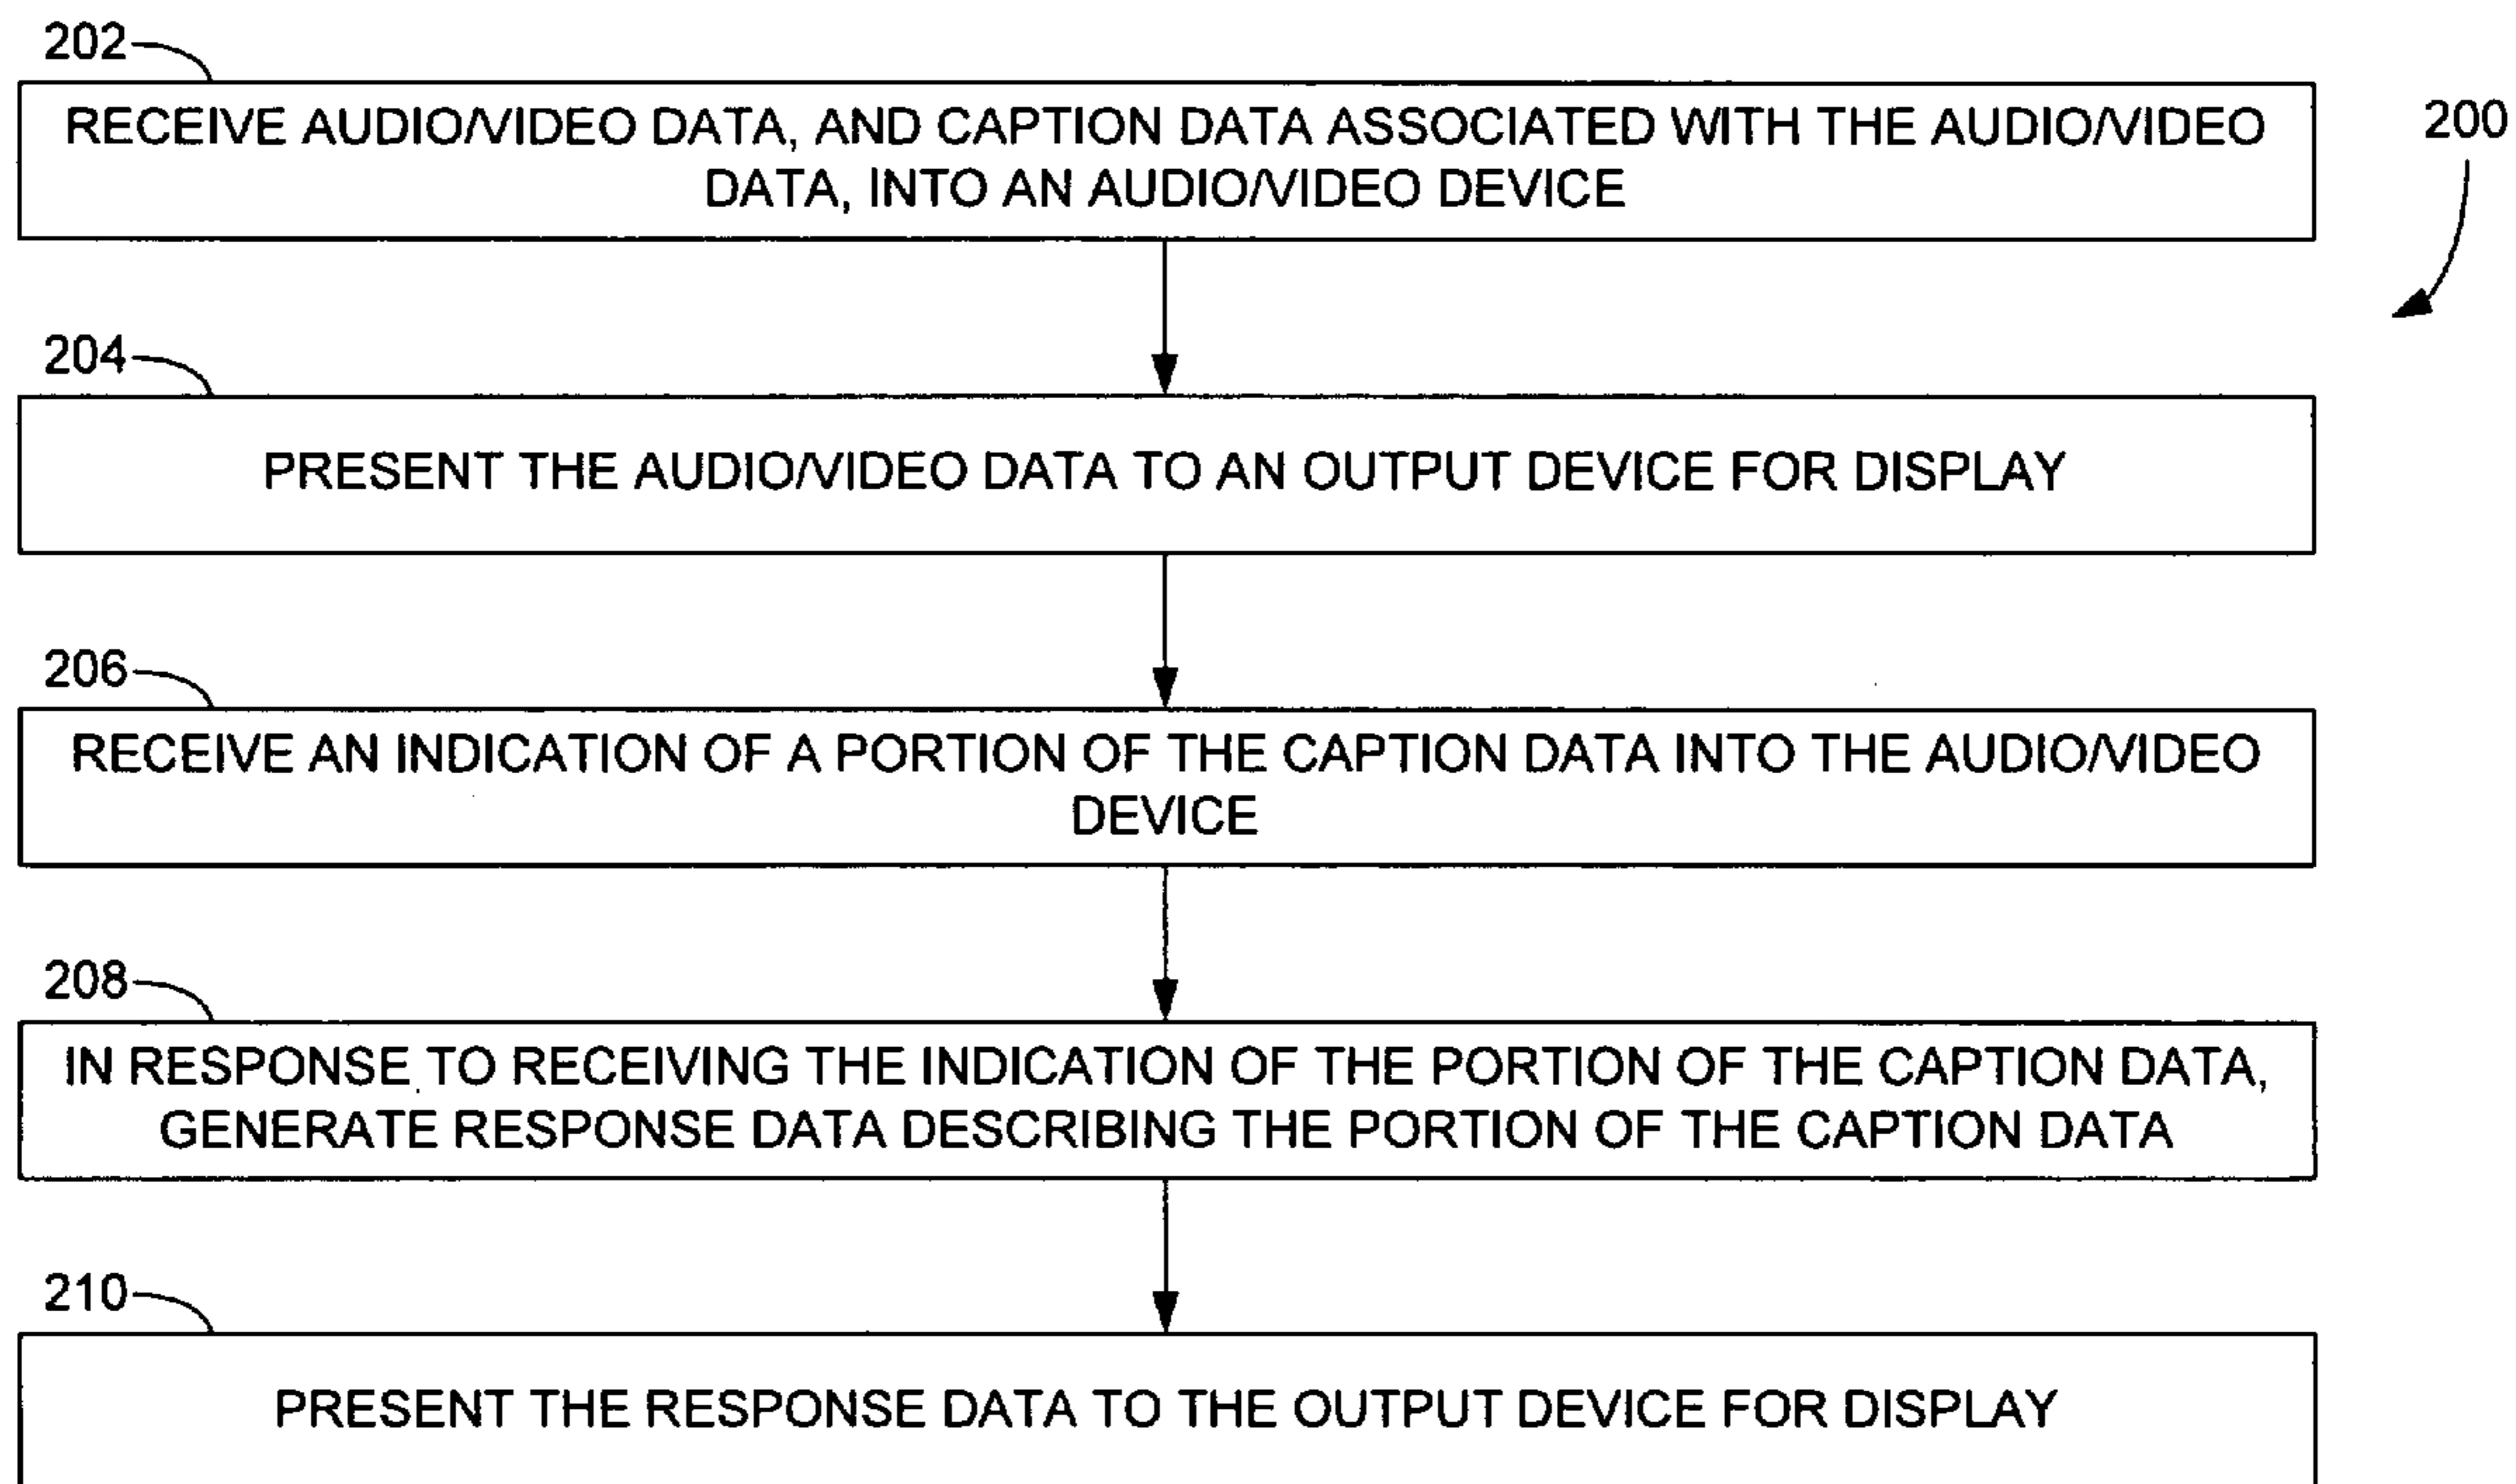 202
RECEIVE AUDIO/VIDEO DATA, AND CAPTION DATA ASSOCIATED WITH THE AUDIO/VIDEO
DATA, INTO AN AUDIO/VIDEO DEVICE
200
204
PRESENT THE AUDIO/VIDEO DATA TO AN OUTPUT DEVICE FOR DISPLAY
206
RECEIVE AN INDICATION OF A PORTION OF THE CAPTION DATA INTO THE AUDIO/VIDEO
DEVICE
208
IN RESPONSE TO RECEIVING THE INDICATION OF THE PORTION OF THE CAPTION DATA,
GENERATE RESPONSE DATA DESCRIBING THE PORTION OF THE CAPTION DATA
210
PRESENT THE RESPONSE DATA TO THE OUTPUT DEVICE FOR DISPLAY